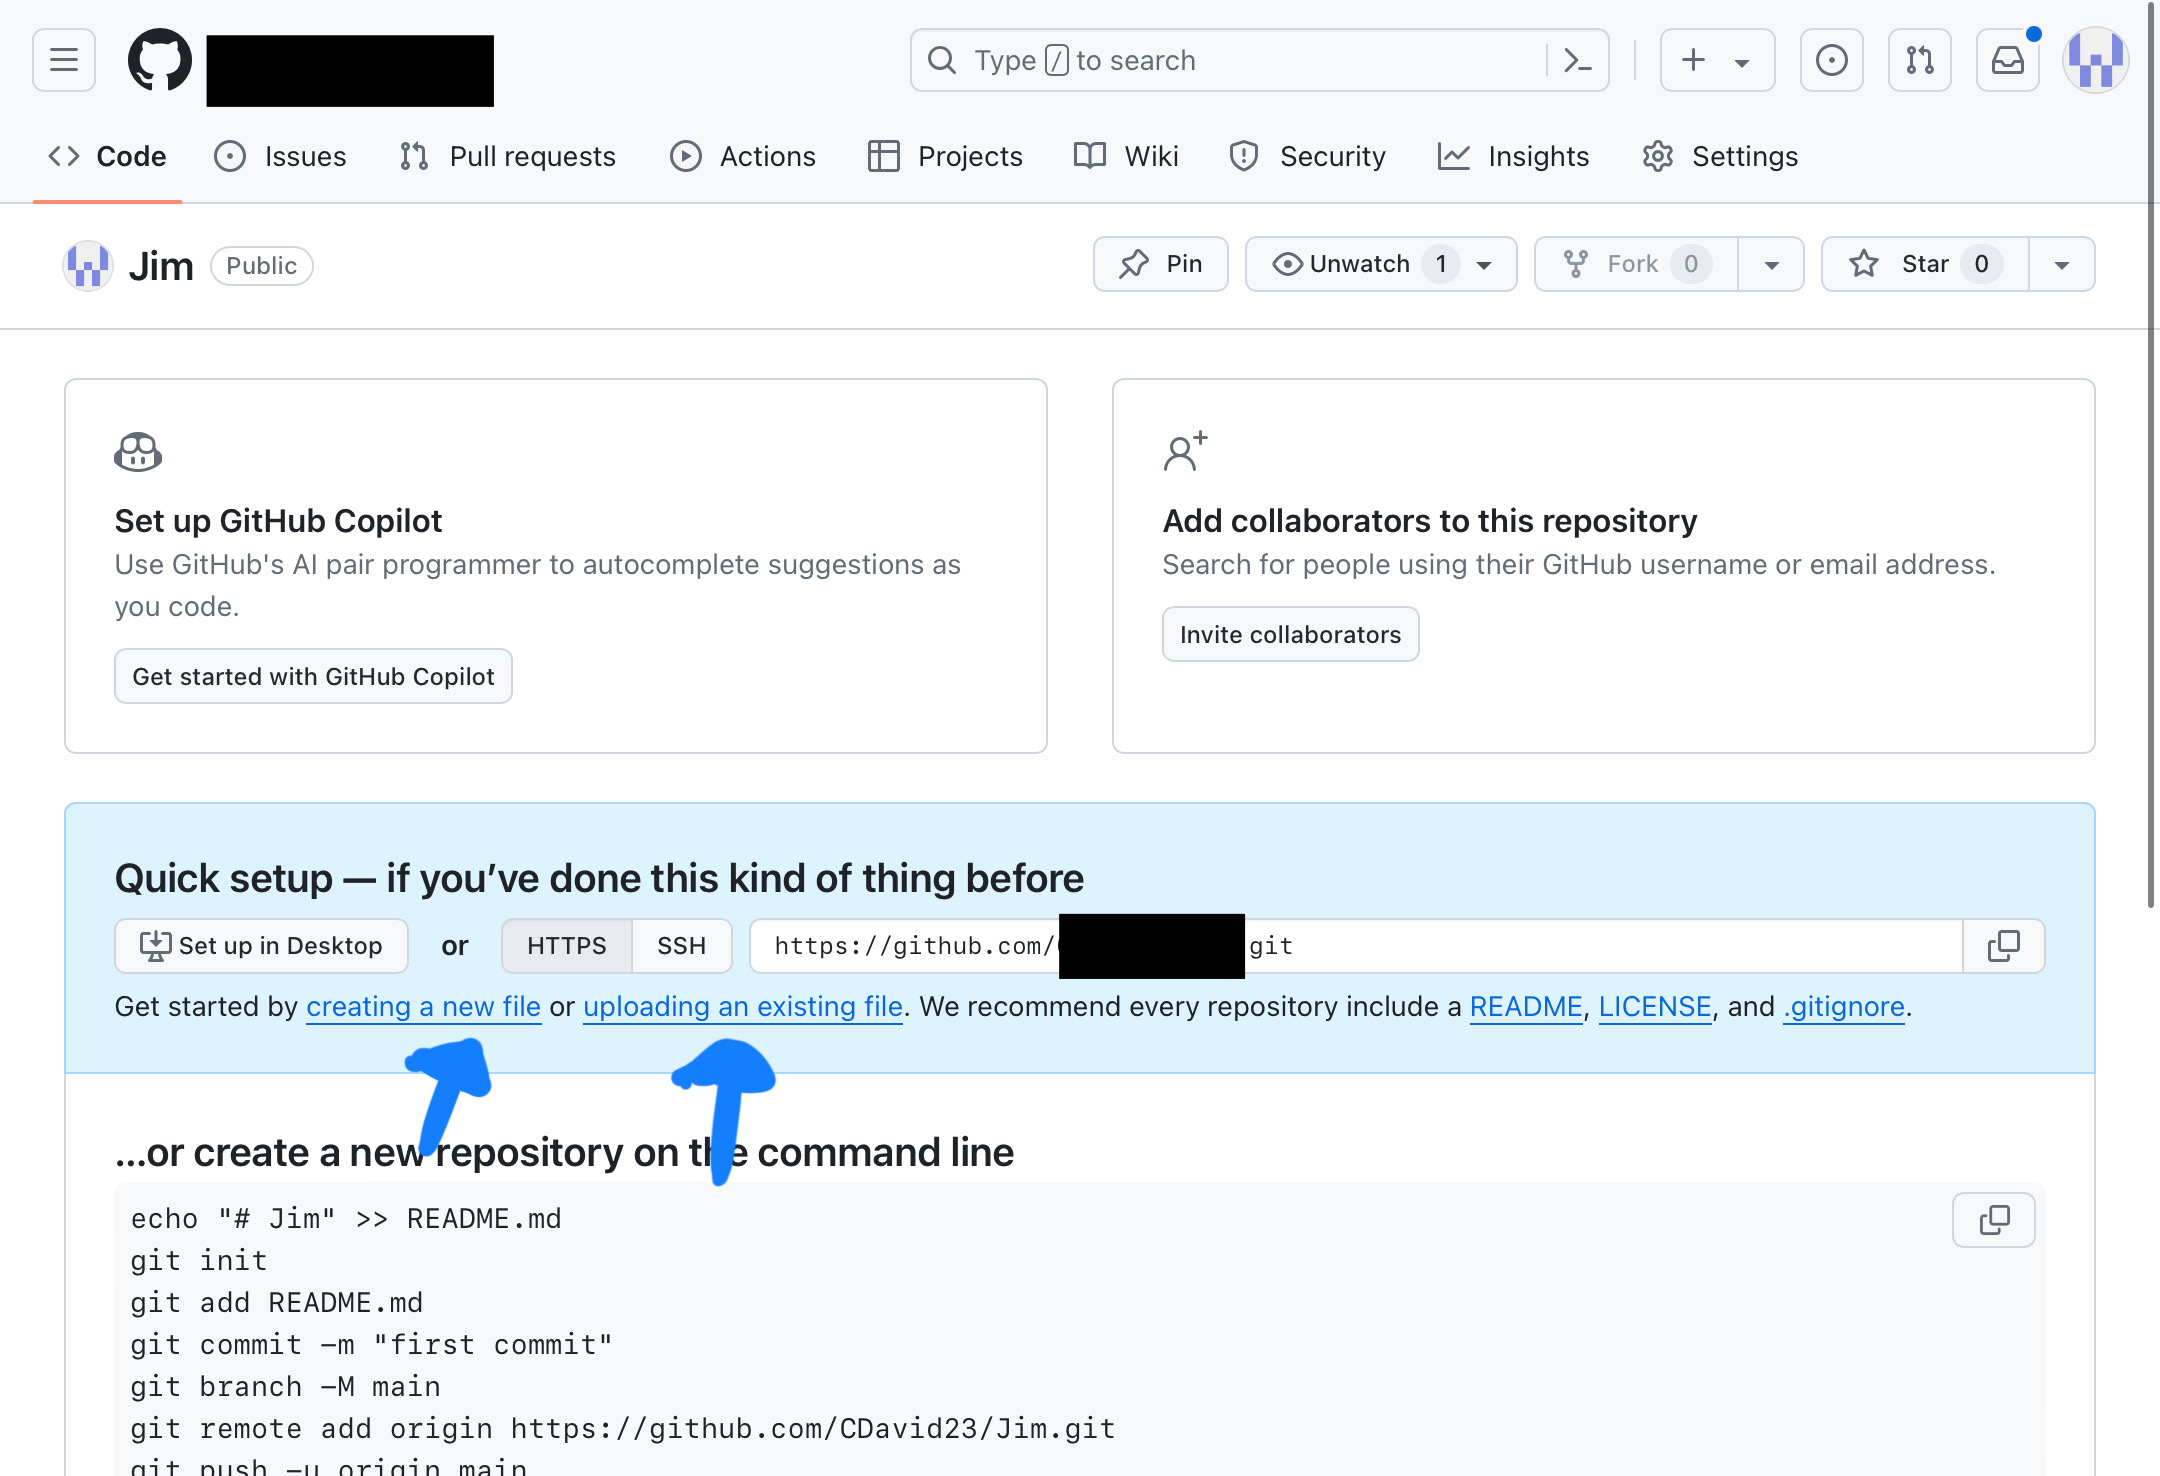 Type / to search
Code Issues Pull requests Actions Projects Wiki Security Insights Settings
Jim Public Pin Unwatch 1 Fork 0 Star 0
Set up GitHub Copilot
Use GitHub's AI pair programmer to autocomplete suggestions as
you code.
Get started with GitHub Copilot
Add collaborators to this repository
Search for people using their GitHub username or email address.
Invite collaborators
Quick setup — if you’ve done this kind of thing before
Set up in Desktop or HTTPS SSH https://github.com/ git
Get started by creating a new file or uploading an existing file. We recommend every repository include a README, LICENSE, and .gitignore.
...or create a new repository on the command line
echo "# Jim" >> README.md
git init
git add README.md
git commit -m "first commit"
git branch -M main
git remote add origin https://github.com/CDavid23/Jim.git
git push -u origin main